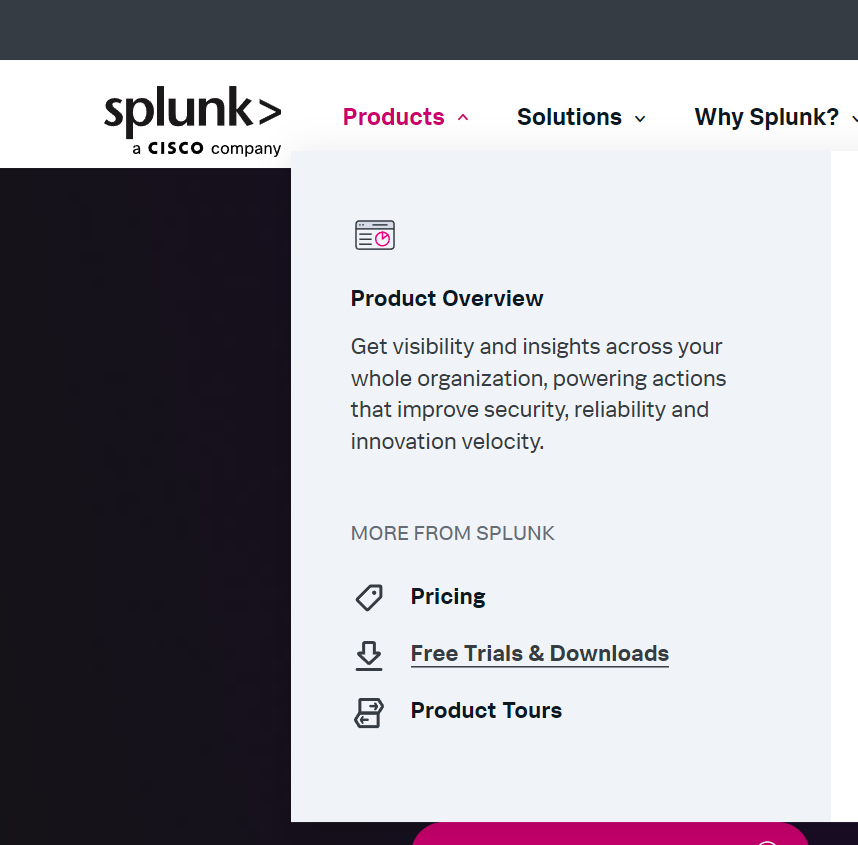 splunk>
a CISCO company
Products
Solutions
Why Splunk?
Product Overview
Get visibility and insights across your
whole organization, powering actions
that improve security, reliability and
innovation velocity.
MORE FROM SPLUNK
Pricing
Free Trials & Downloads
Product Tours